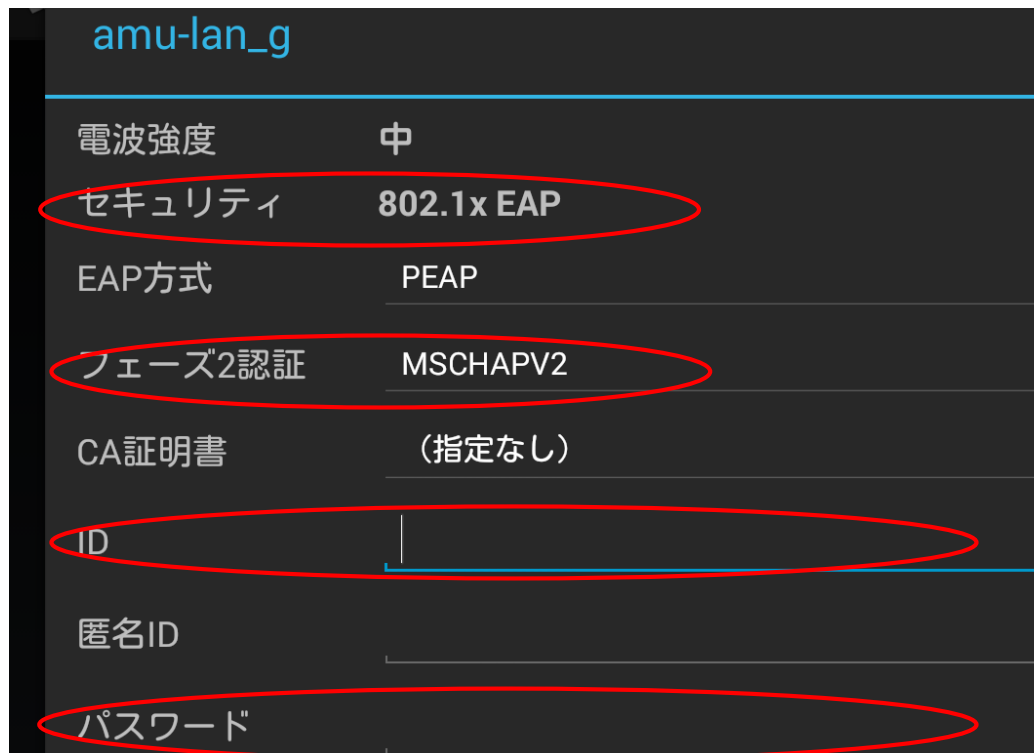 amu-lan_g
電波強度 中
セキュリティ 802.1x EAP
EAP方式 PEAP
フェーズ2認証 MSCHAPV2
CA証明書 (指定なし)
ID
匿名ID
パスワード